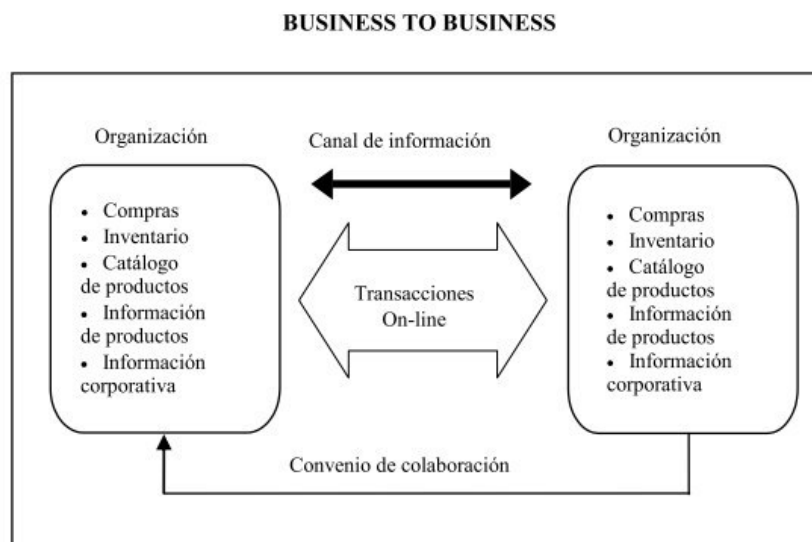 BUSINESS TO BUSINESS
Organización
Canal de información
Organización
• Compras
• Inventario
• Catálogo
de productos
• Información
de productos
• Información
corporativa
Transacciones
On-line
• Compras
• Inventario
• Catálogo
de productos
• Información
de productos
• Información
corporativa
Convenio de colaboración